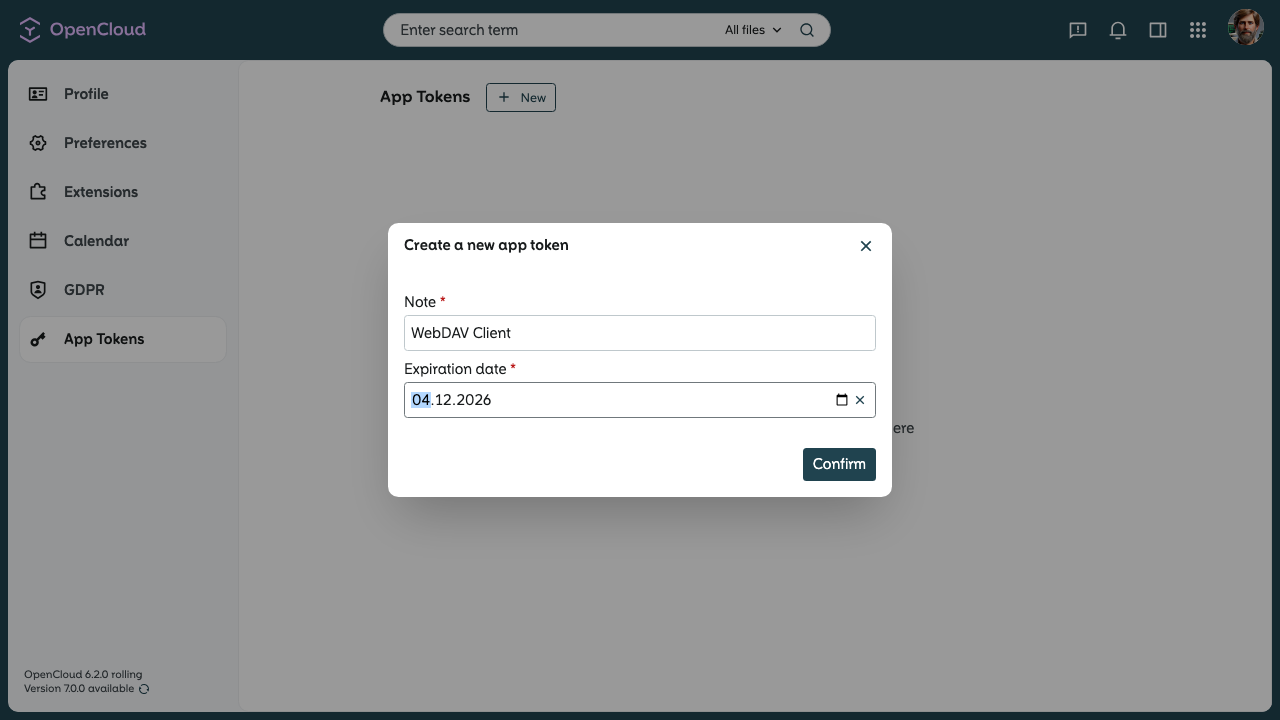 OpenCloud
Enter search term
All files
Profile
Preferences
Extensions
Calendar
GDPR
App Tokens
OpenCloud 6.2.0 rolling
Version 7.0.0 available
App Tokens
New
ere
Create a new app token
Note *
WebDAV Client
Expiration date *
04.12.2026
Confirm